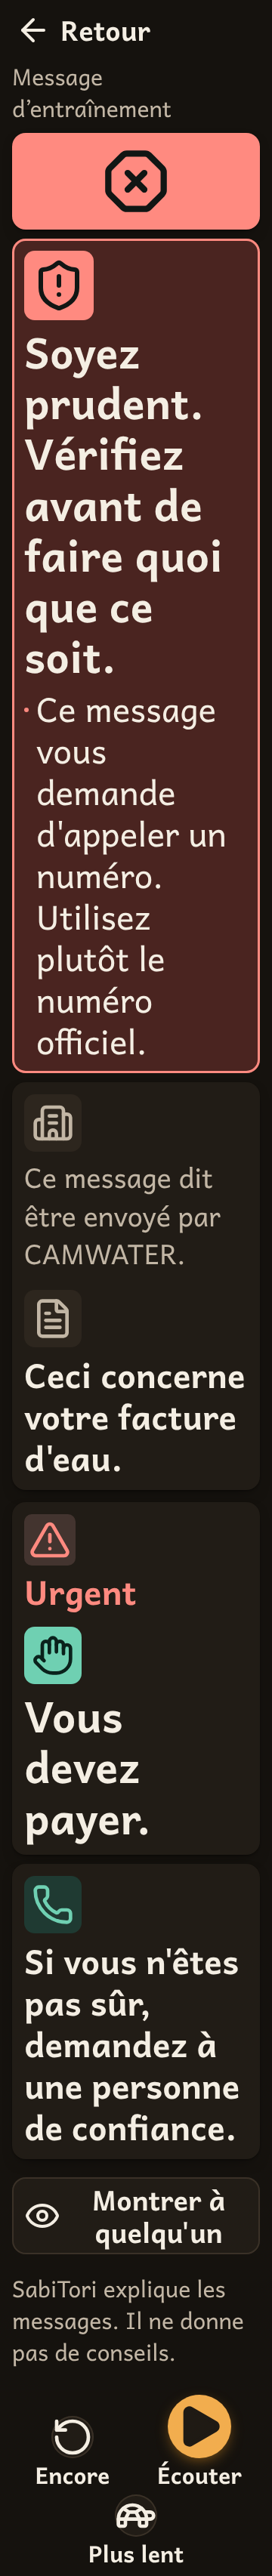 Retour
Message
d’entraînement
Soyez
prudent.
Vérifiez
avant de
faire quoi
que ce
soit.
· Ce message
vous
demande
d'appeler un
numéro.
Utilisez
plutôt le
numéro
officiel.
Ce message dit
être envoyé par
CAMWATER.
Ceci concerne
votre facture
d'eau.
Urgent
Vous
devez
payer.
Si vous n'êtes
pas sûr,
demandez à
une personne
de confiance.
Montrer à
quelqu'un
SabiTori explique les
messages. Il ne donne
pas de conseils.
Encore
Écouter
Plus lent